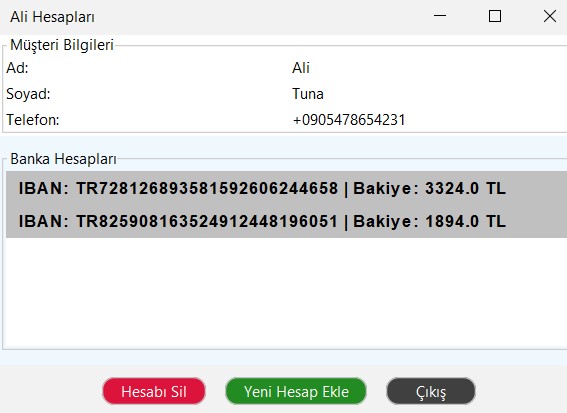 Ali Hesapları
Müşteri Bilgileri
Ad: Ali
Soyad: Tuna
Telefon: +0905478654231
Banka Hesapları
IBAN: TR728126893581592606244658 | Bakiye: 3324.0 TL
IBAN: TR825908163524912448196051 | Bakiye: 1894.0 TL
Hesabı Sil Yeni Hesap Ekle Çıkış